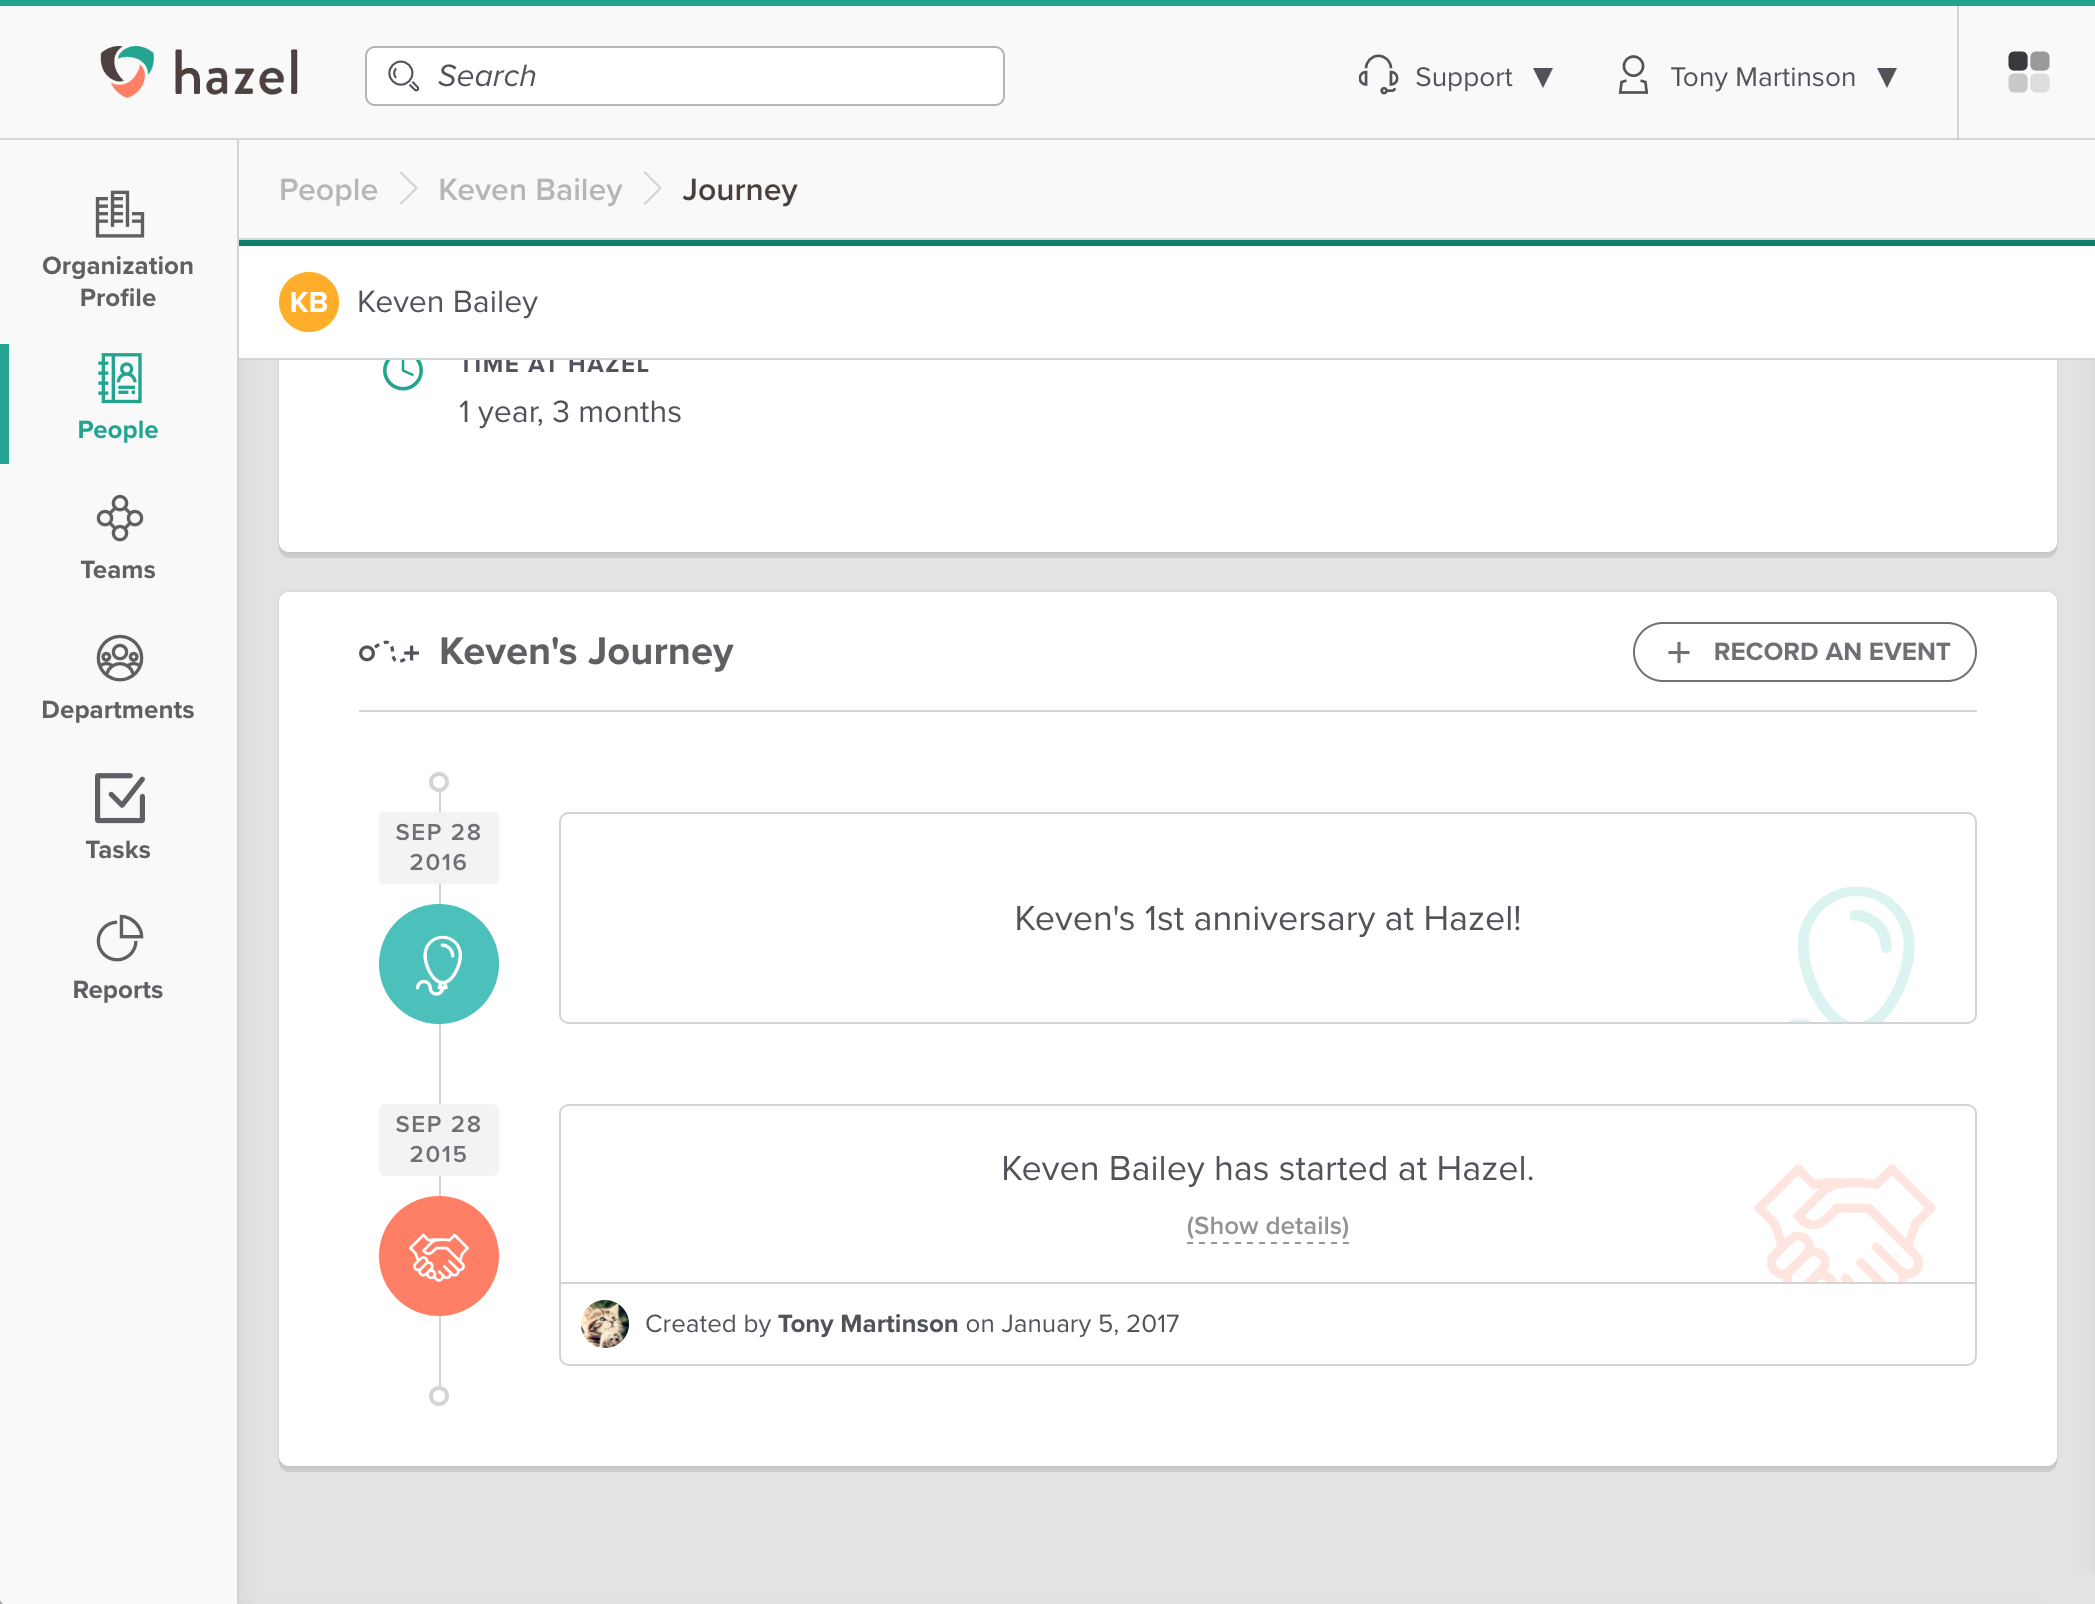 hazel
Search
Support
Tony Martinson
People
Keven Bailey
Journey
Organization
Profile
People
Teams
Departments
Tasks
Reports
KB
Keven Bailey
TIME AT HAZEL
1 year, 3 months
Keven's Journey
+ RECORD AN EVENT
SEP 28
2016
Keven's 1st anniversary at Hazel!
SEP 28
2015
Keven Bailey has started at Hazel.
(Show details)
Created by Tony Martinson on January 5, 2017